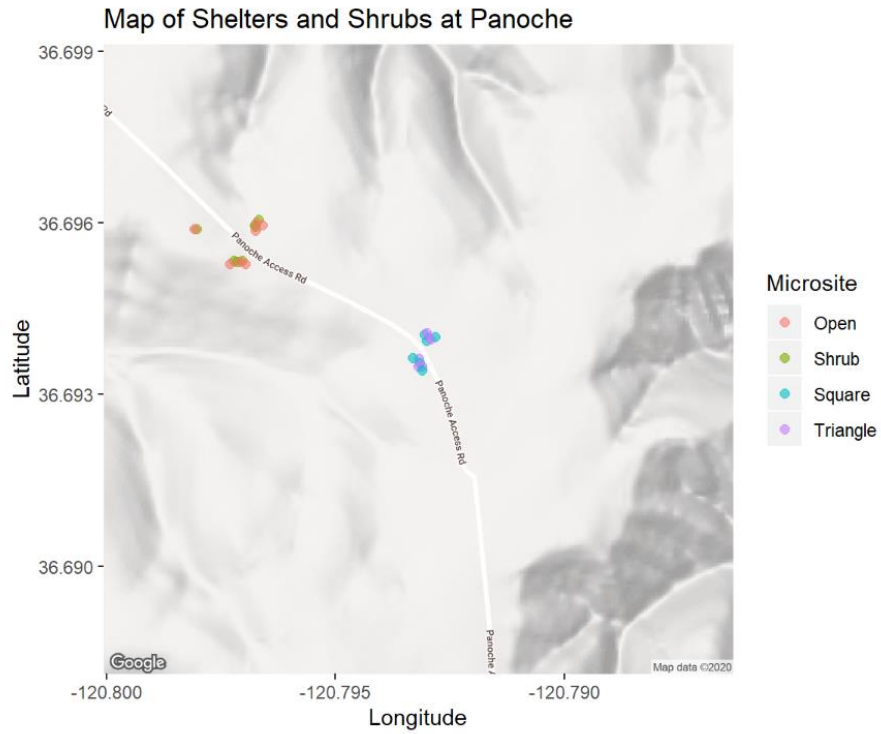 Map of Shelters and Shrubs at Panoche
36.699
36.696
36.693
36.690
Latitude
Rd
Panoche Access Rd
Panoche Access Rd
Panoche A
Google
Map data ©2020
-120.800
-120.795
-120.790
Longitude
Microsite
Open
Shrub
Square
Triangle